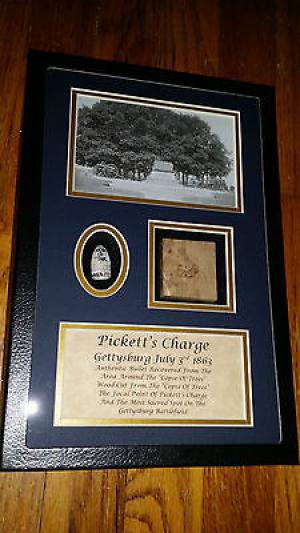 Pickett's Charge
Gettysburg July 3rd 1863
Authentic Bullet Recovered From The
Area Around The "Copse Of Trees"
Wood Cut From The "Copse Of Trees"
The Focal Point Of Pickett's Charge
And The Most Sacred Spot On The
Gettysburg Battlefield